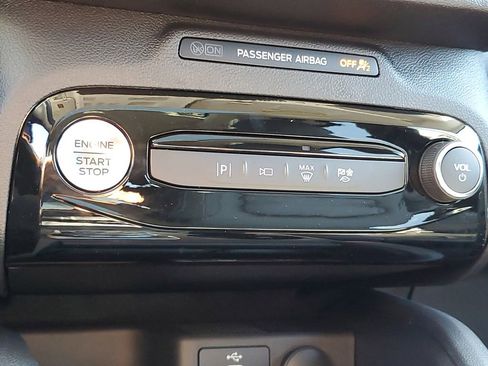 ON PASSENGER AIRBAG OFF
ENGINE
START
STOP
P MAX
VOL